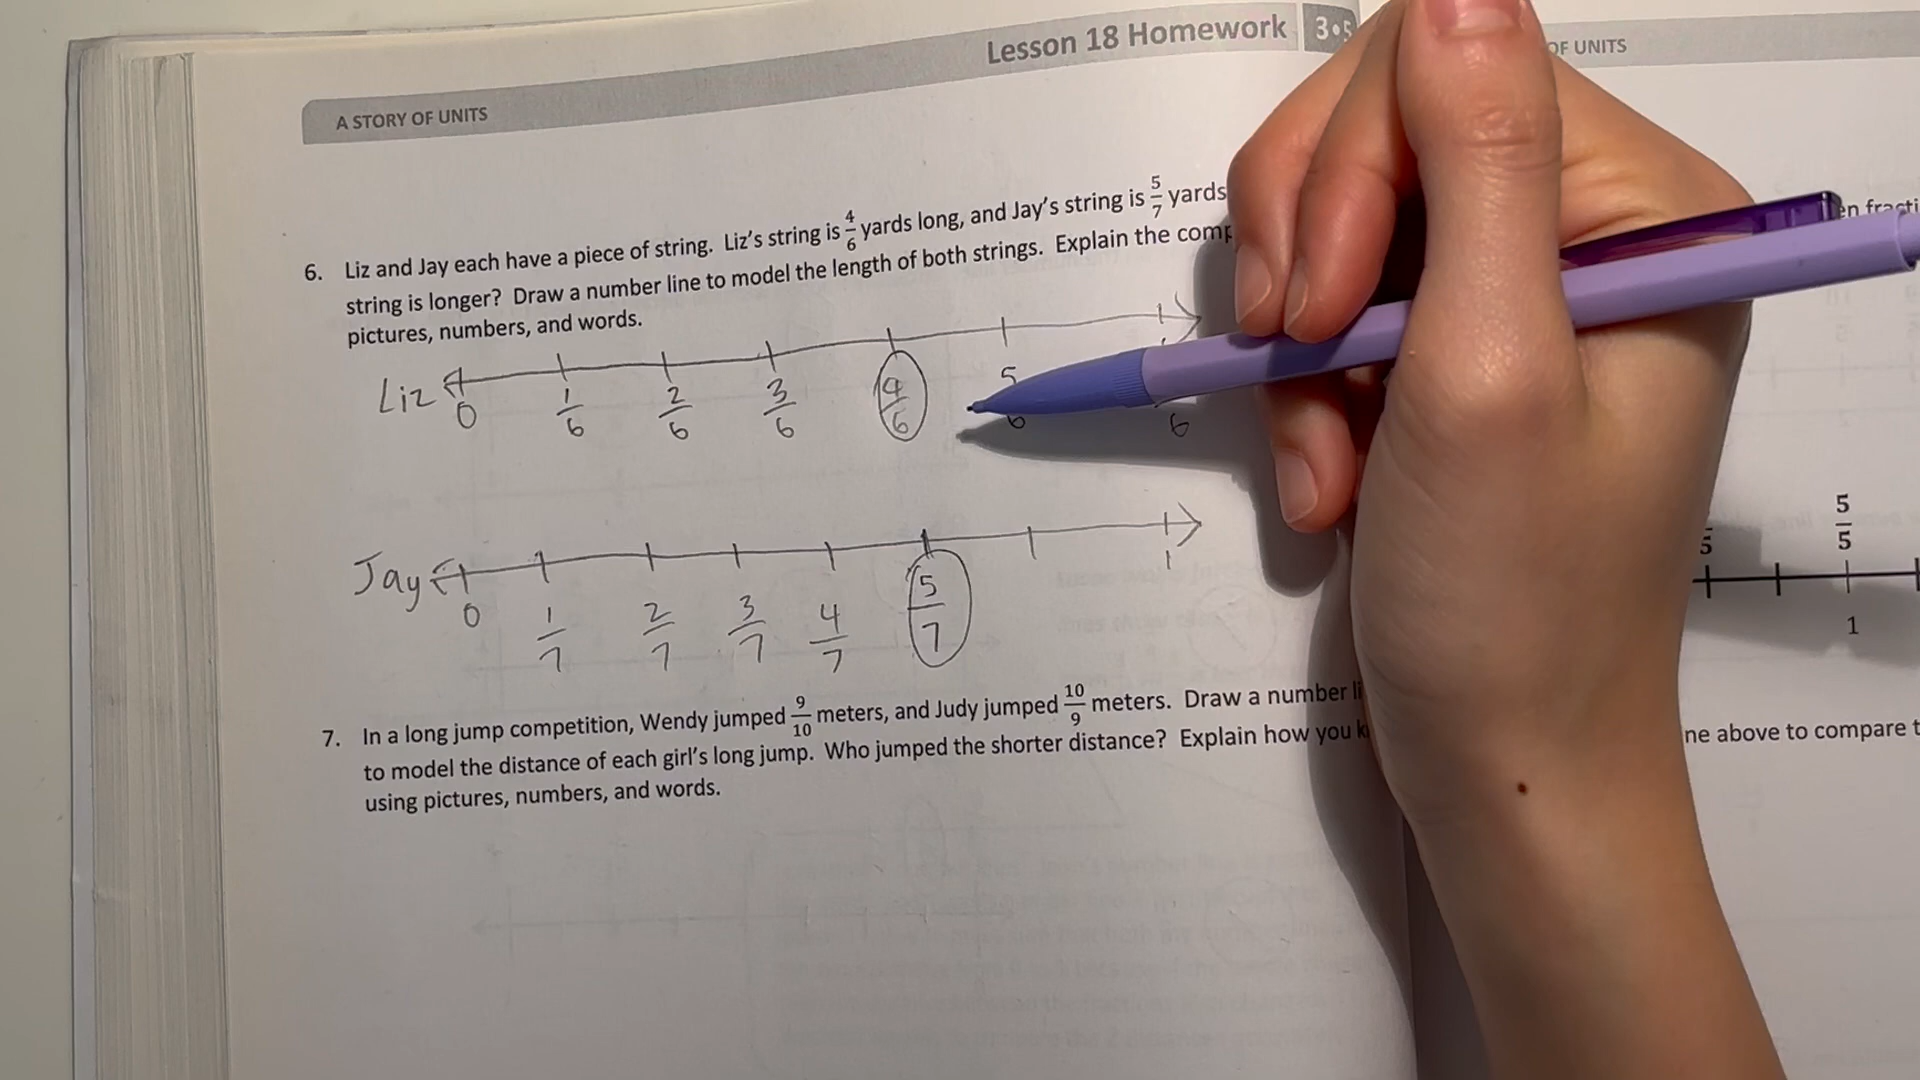 Lesson 18 Homework 3•5
A STORY OF UNITS
6. Liz and Jay each have a piece of string. Liz's string is 4/6 yards long, and Jay's string is 5/7 yards
string is longer? Draw a number line to model the length of both strings. Explain the
pictures, numbers, and words.
Liz 0 1/6 2/6 3/6 4/6 5/6 6
Jay 0 1/7 2/7 3/7 4/7 5/7 1
7. In a long jump competition, Wendy jumped 9/10 meters, and Judy jumped 10/9 meters. Draw a number
to model the distance of each girl's long jump. Who jumped the shorter distance? Explain how you
using pictures, numbers, and words.
OF UNITS
5
5/5
1
above to compare